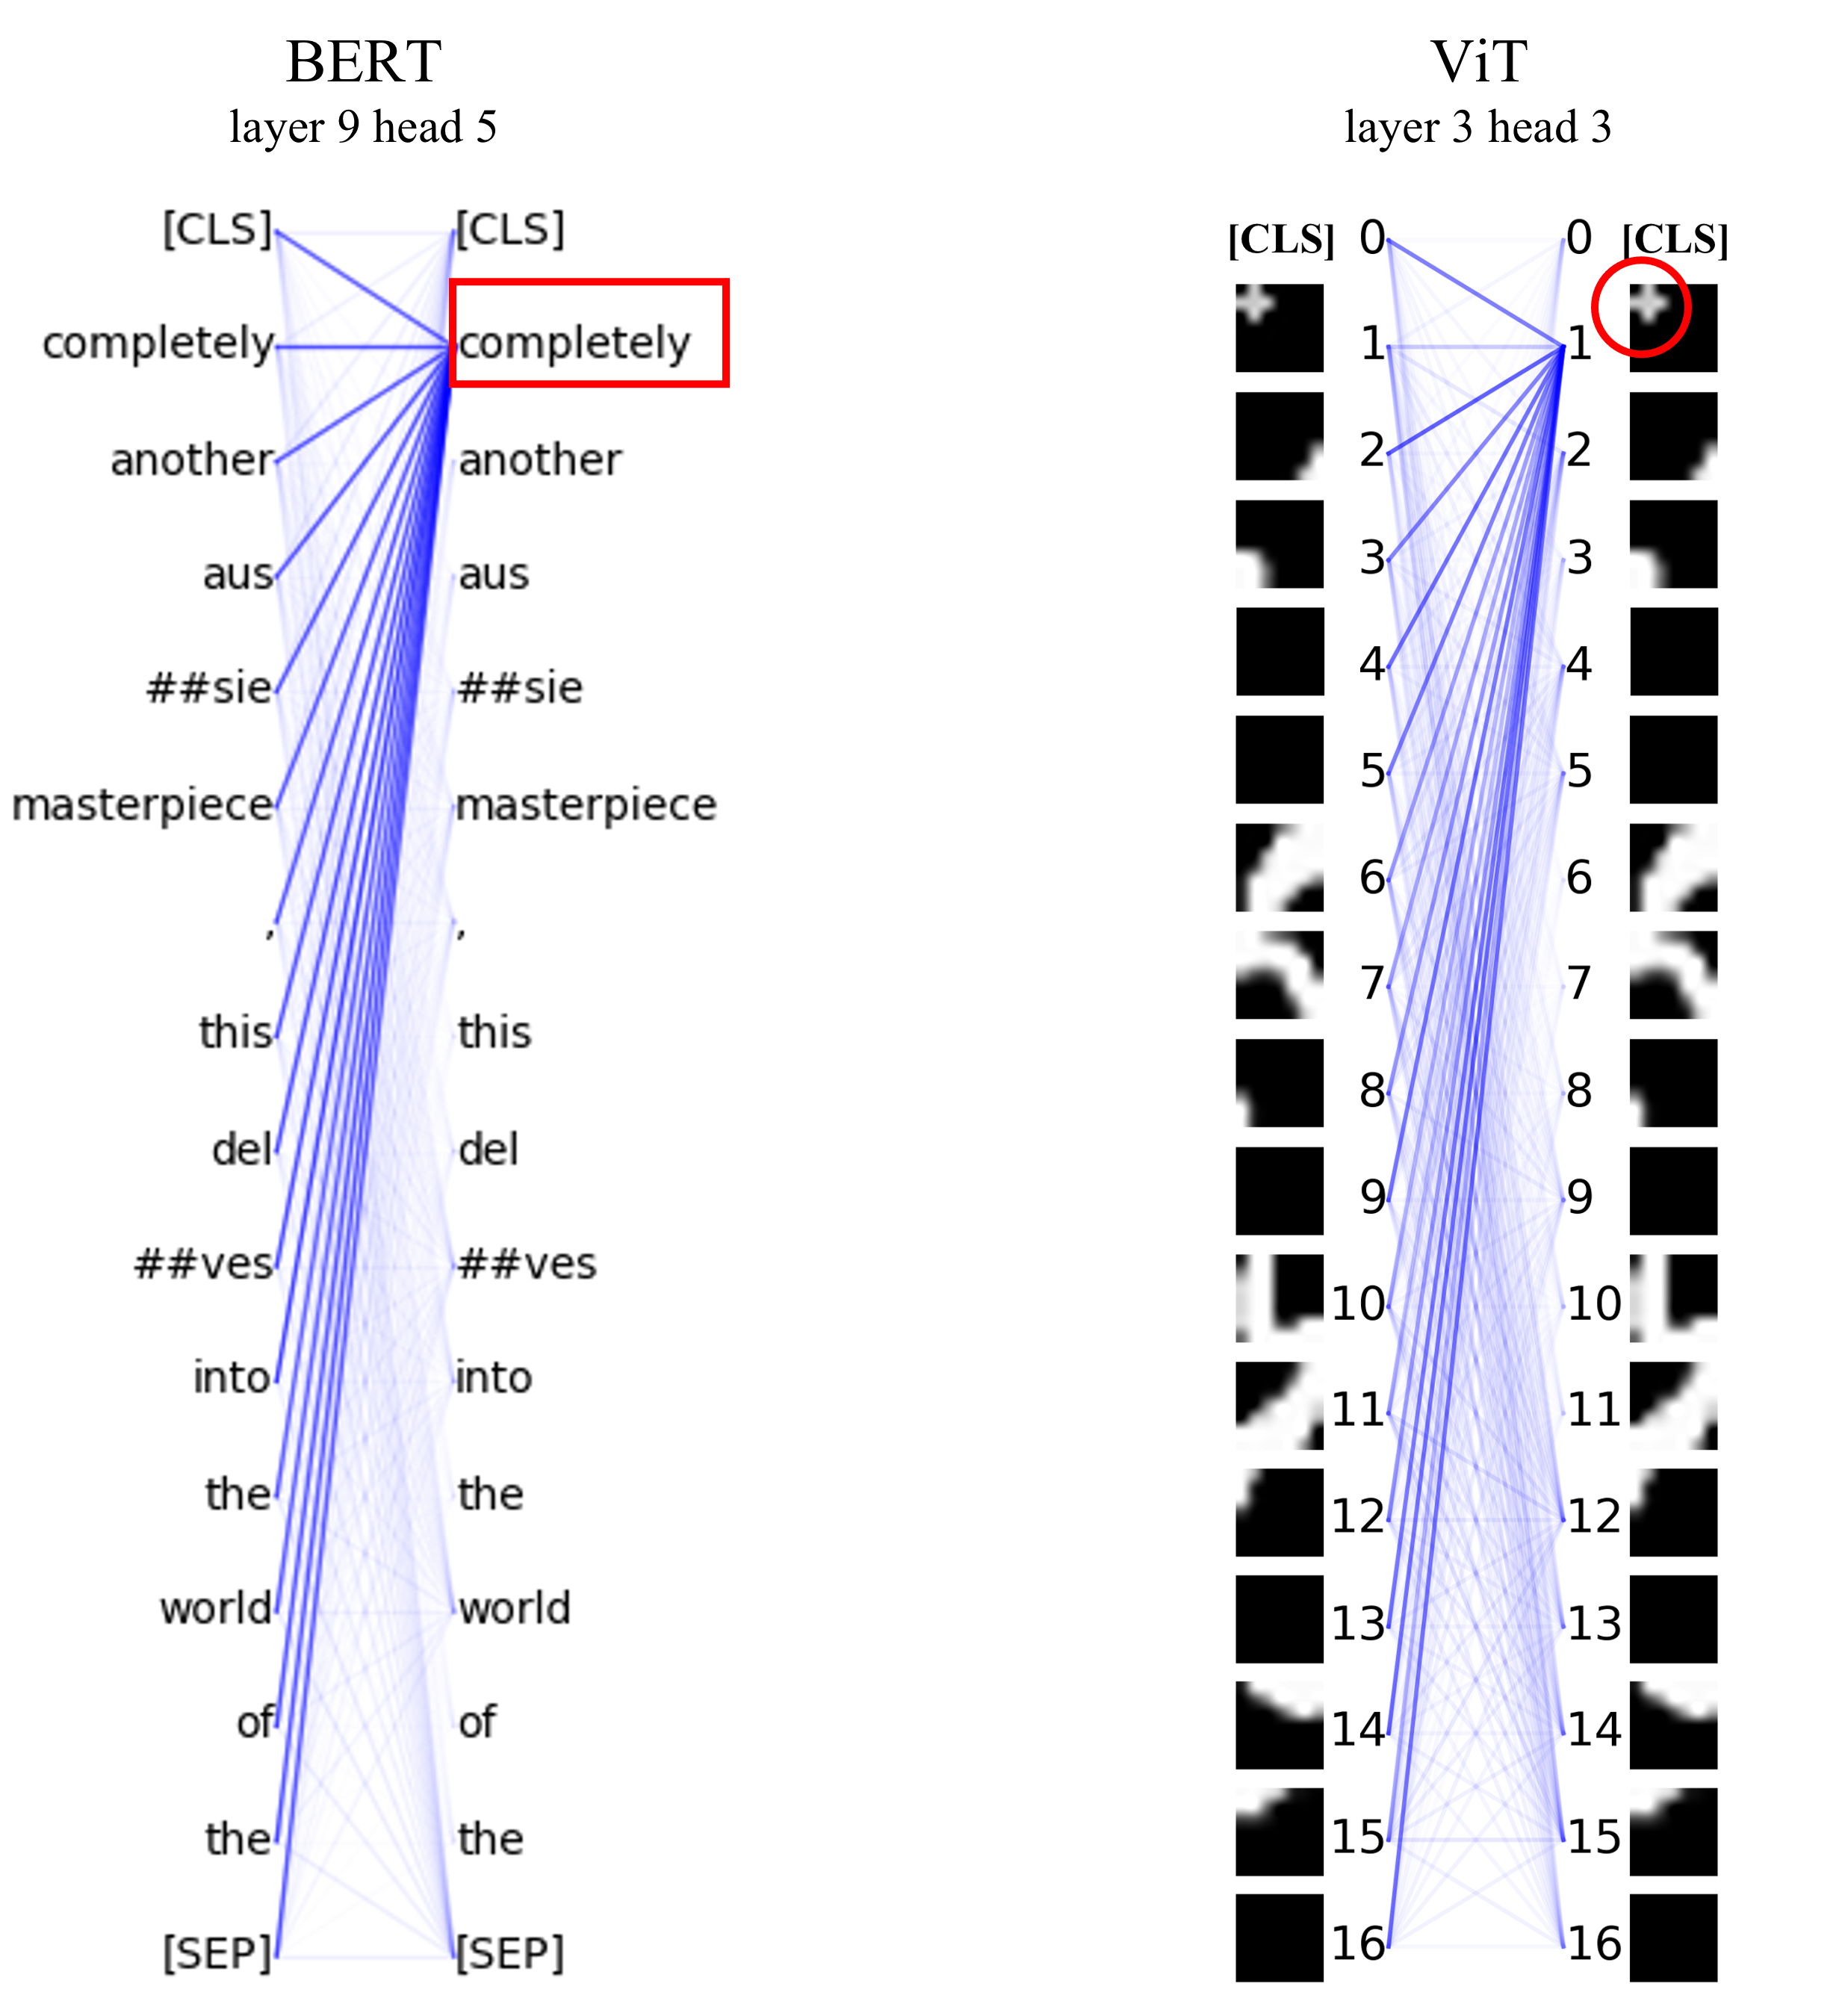 BERT
layer 9 head 5
[CLS] [CLS]
completely completely
another another
aus aus
##sie ##sie
masterpiece masterpiece
, ,
this this
del del
##ves ##ves
into into
the the
world world
of of
the the
[SEP] [SEP]
ViT
layer 3 head 3
[CLS] 0 0 [CLS]
1 1
2 2
3 3
4 4
5 5
6 6
7 7
8 8
9 9
10 10
11 11
12 12
13 13
14 14
15 15
16 16